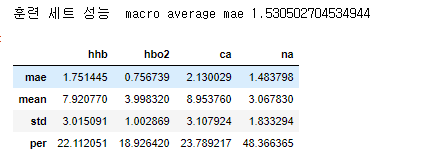 훈련 세트 성능 macro average mae 1.530502704534944
hhb hbo2 ca na
mae 1.751445 0.756739 2.130029 1.483798
mean 7.920770 3.998320 8.953760 3.067830
std 3.015091 1.002869 3.107924 1.833294
per 22.112051 18.926420 23.789217 48.366365